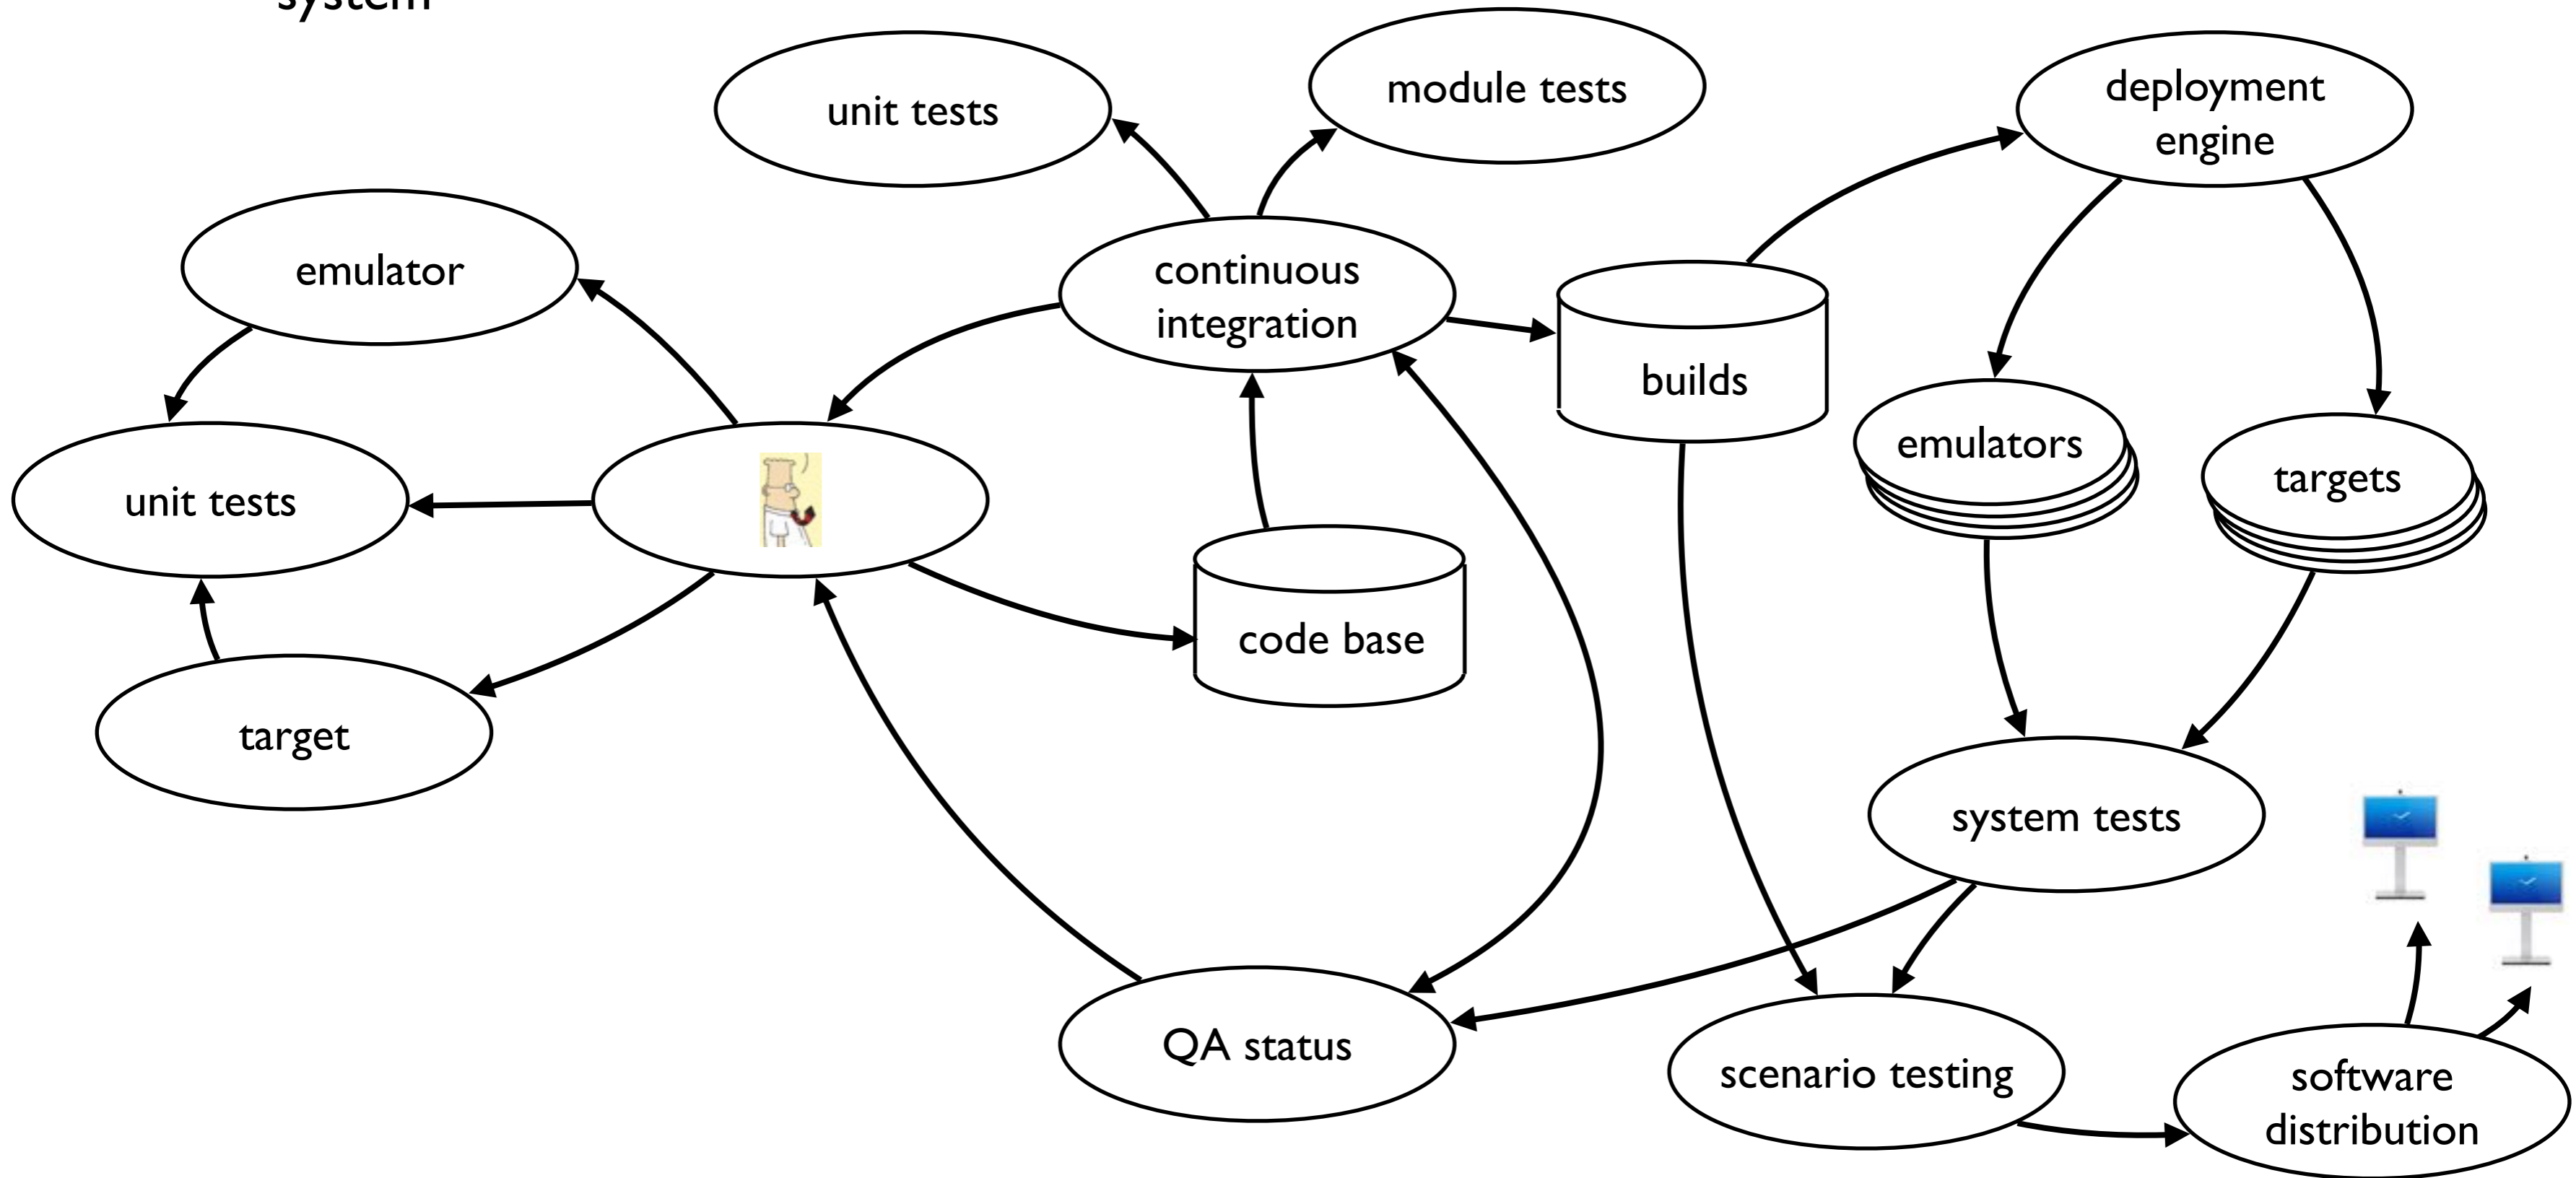 system
unit tests
module tests
deployment
engine
emulator
continuous
integration
builds
emulators
targets
unit tests
code base
target
system tests
QA status
scenario testing
software
distribution